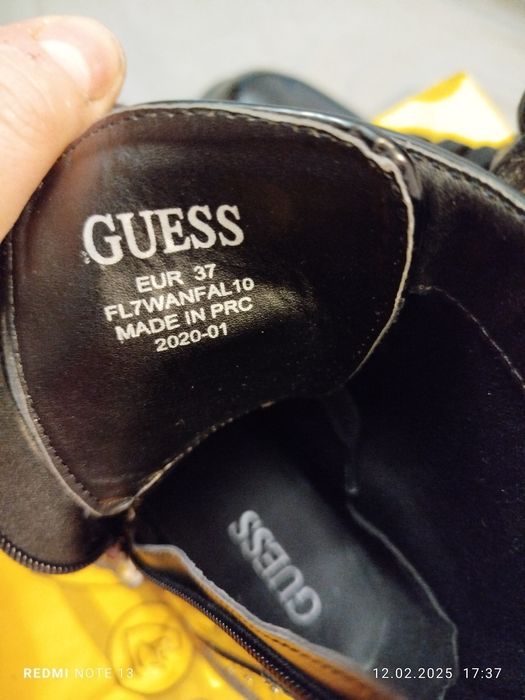 GUESS
EUR 37
FL7WANFAL10
MADE IN PRC
2020-01
GUESS
REDMI NOTE 13
12.02.2025 17:37